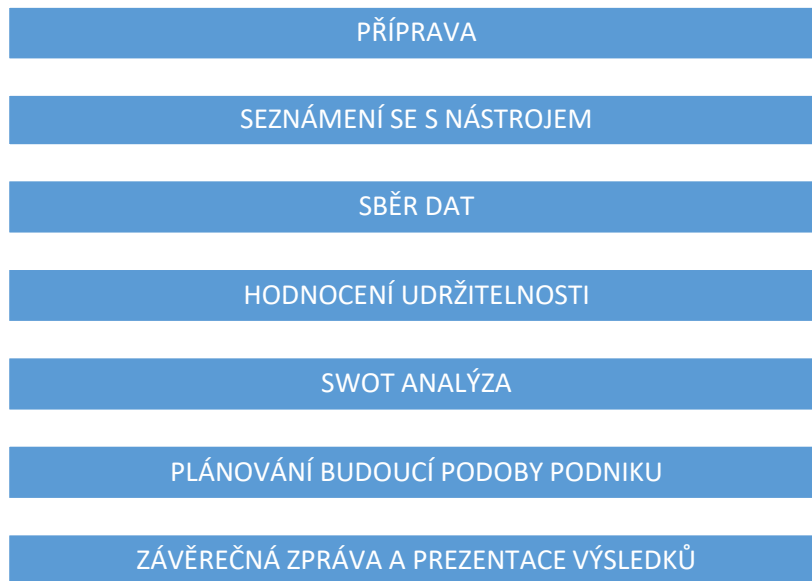 PŘÍPRAVA
SEZNÁMENÍ SE S NÁSTROJEM
SBĚR DAT
HODNOCENÍ UDRŽITELNOSTI
SWOT ANALÝZA
PLÁNOVÁNÍ BUDOUCÍ PODOBY PODNIKU
ZÁVĚREČNÁ ZPRÁVA A PREZENTACE VÝSLEDKŮ